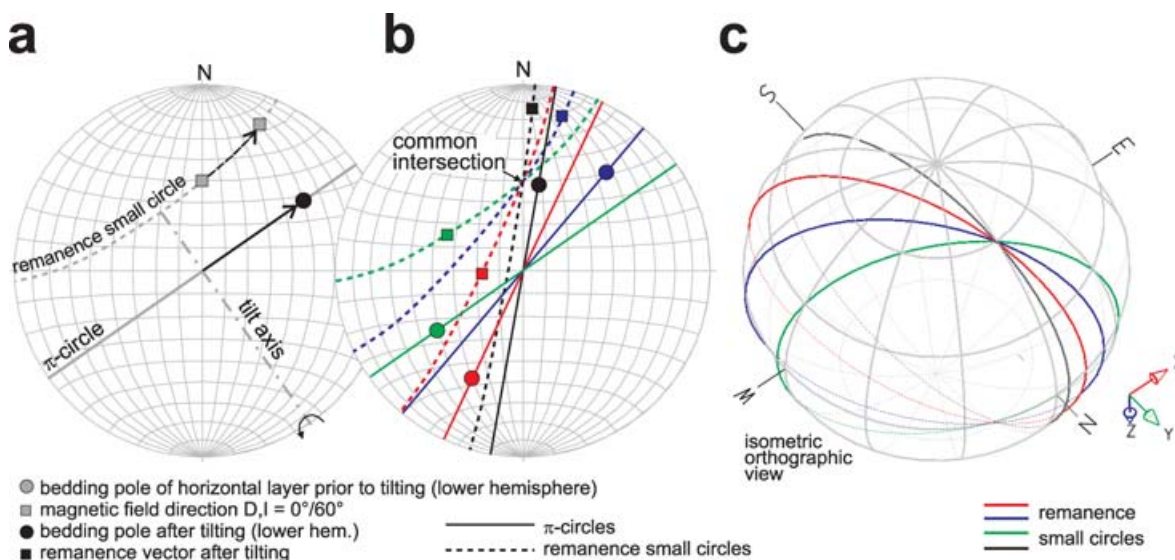 a
b
c
N
N
S
E
common
intersection
remanence small circle
tilt axis
π-circle
W
N
isometric
orthographic
view
Z
Y
bedding pole of horizontal layer prior to tilting (lower hemisphere)
magnetic field direction D,I = 0°/60°
bedding pole after tilting (lower hem.)
remanence vector after tilting
π-circles
remanence small circles
remanence
small circles